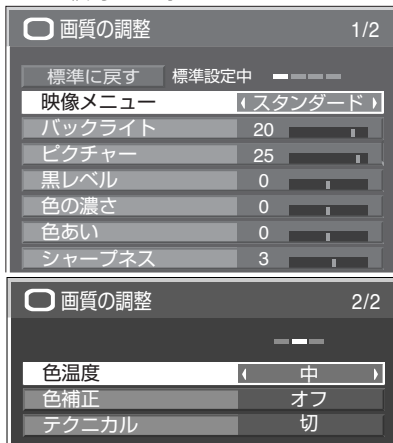 画質の調整 1/2
標準に戻す 標準設定中
映像メニュー スタンダード
バックライト 20
ピクチャー 25
黒レベル 0
色の濃さ 0
色あい 0
シャープネス 3
画質の調整 2/2
色温度 中
色補正 オフ
テクニカル 切